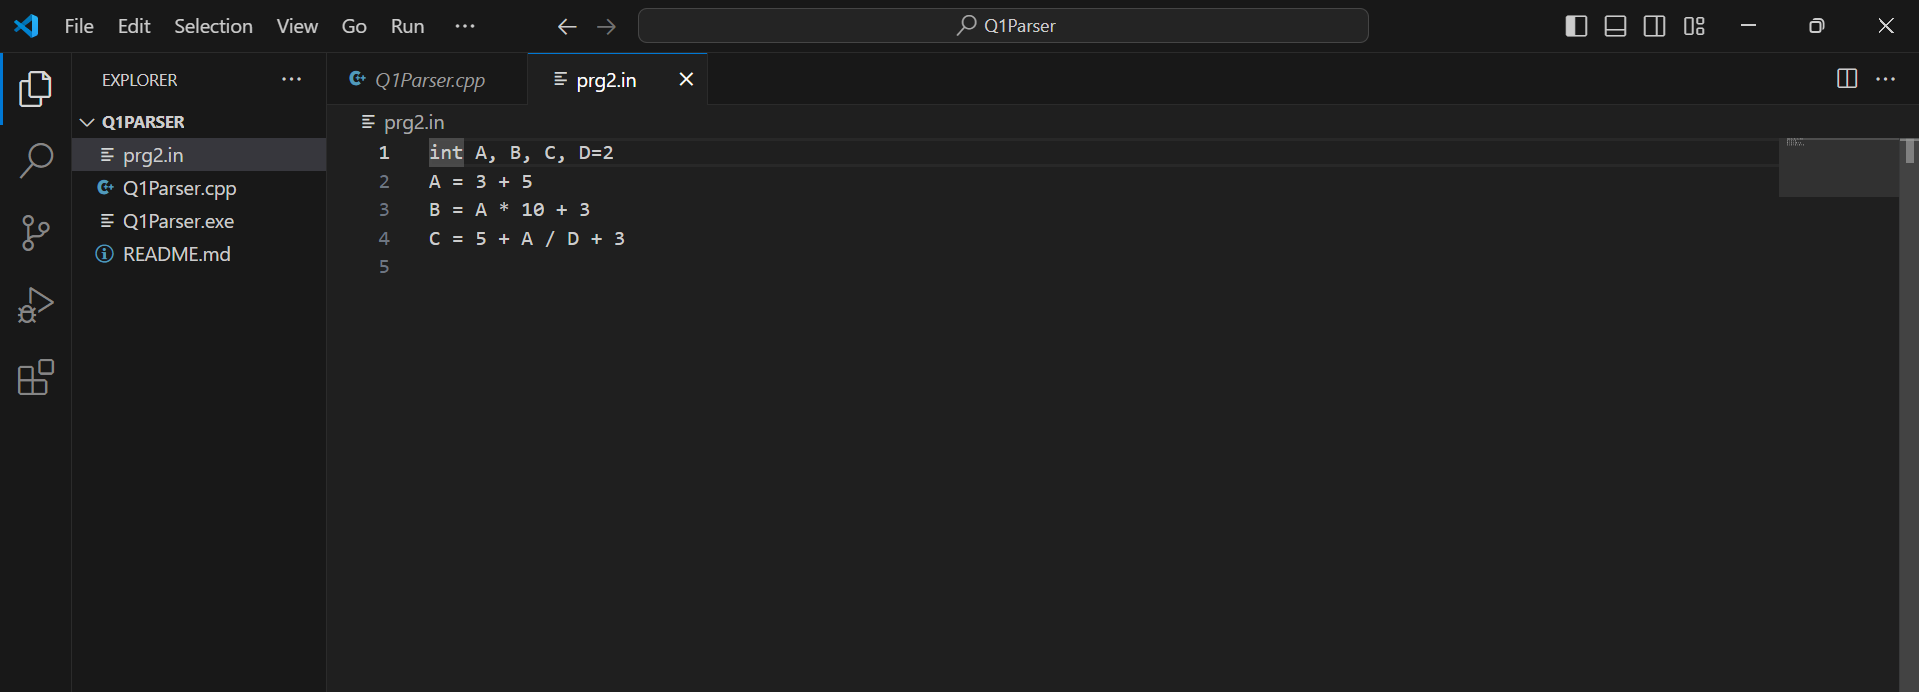 File Edit Selection View Go Run ··· ← → Q1Parser
EXPLORER ···
Q1PARSER
prg2.in
Q1Parser.cpp
Q1Parser.exe
README.md
Q1Parser.cpp prg2.in
prg2.in
1 int A, B, C, D=2
2 A = 3 + 5
3 B = A * 10 + 3
4 C = 5 + A / D + 3
5